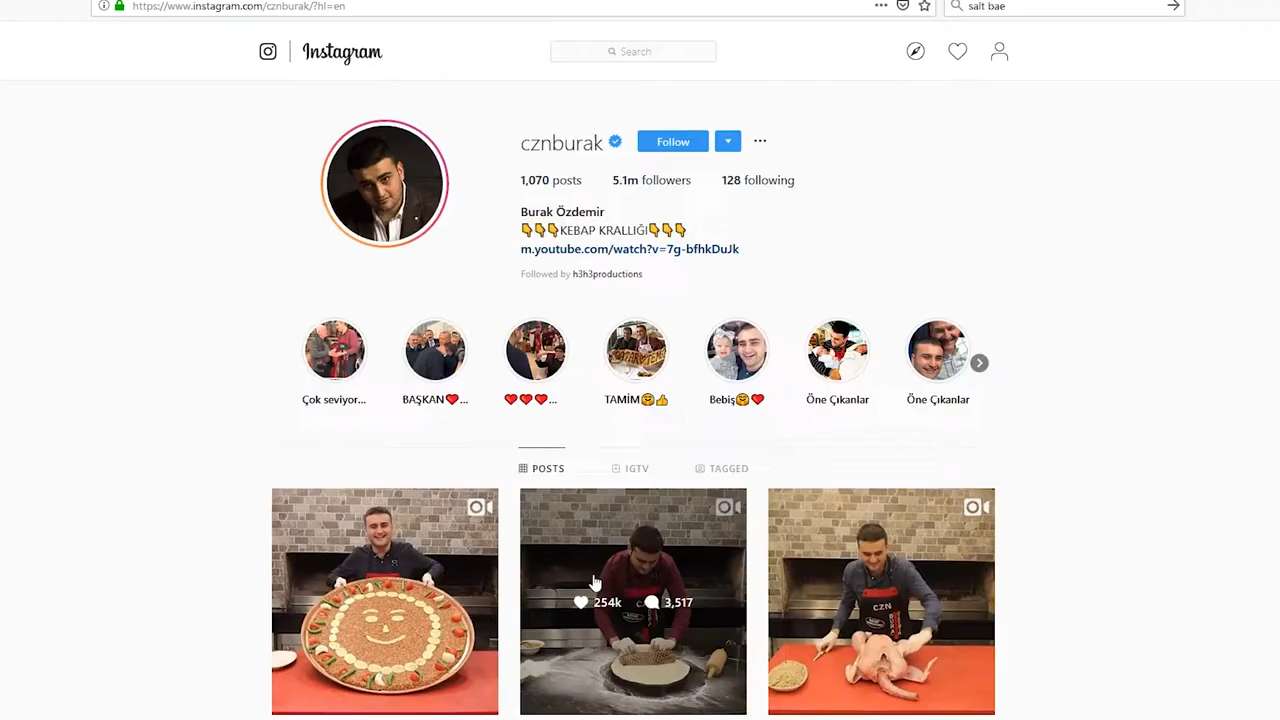 https://www.instagram.com/cznburak/?hl=en
salt bae
Instagram
Search
cznburak Follow
1,070 posts 5.1m followers 128 following
Burak Özdemir
👇👇👇KEBAP KRALLIĞI👇👇👇
m.youtube.com/watch?v=7g-bfhkDuJk
Followed by h3h3productions
Çok seviyor... BAŞKAN❤️... ❤️❤️❤️... TAMİM🤗👍 Bebiş🤗❤️ Öne Çıkanlar Öne Çıkanlar
POSTS IGTV TAGGED
254k 3,517
CZN
BURAK